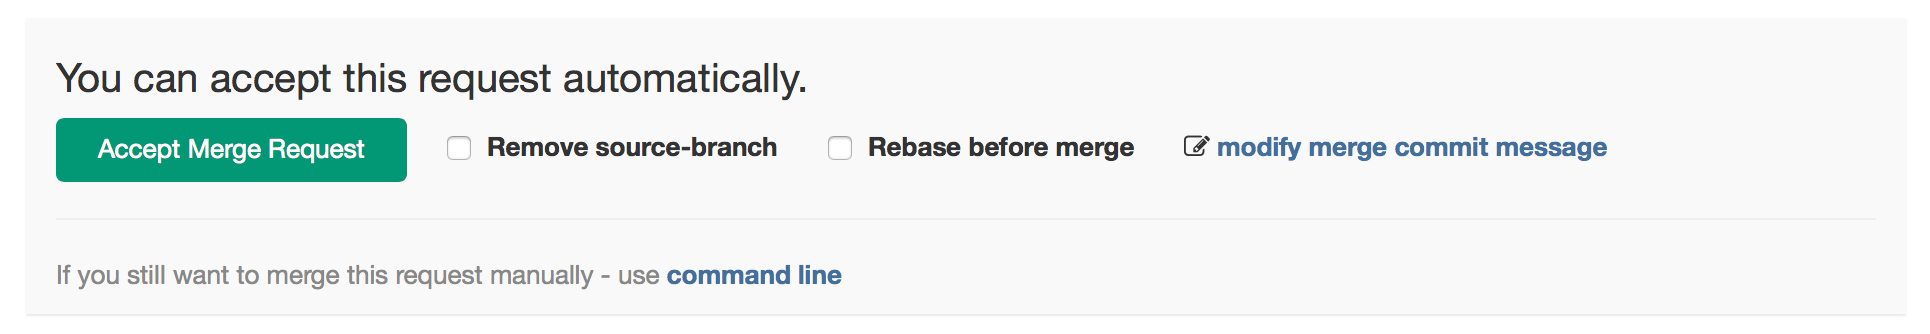 You can accept this request automatically.
Accept Merge Request Remove source-branch Rebase before merge modify merge commit message
If you still want to merge this request manually - use command line